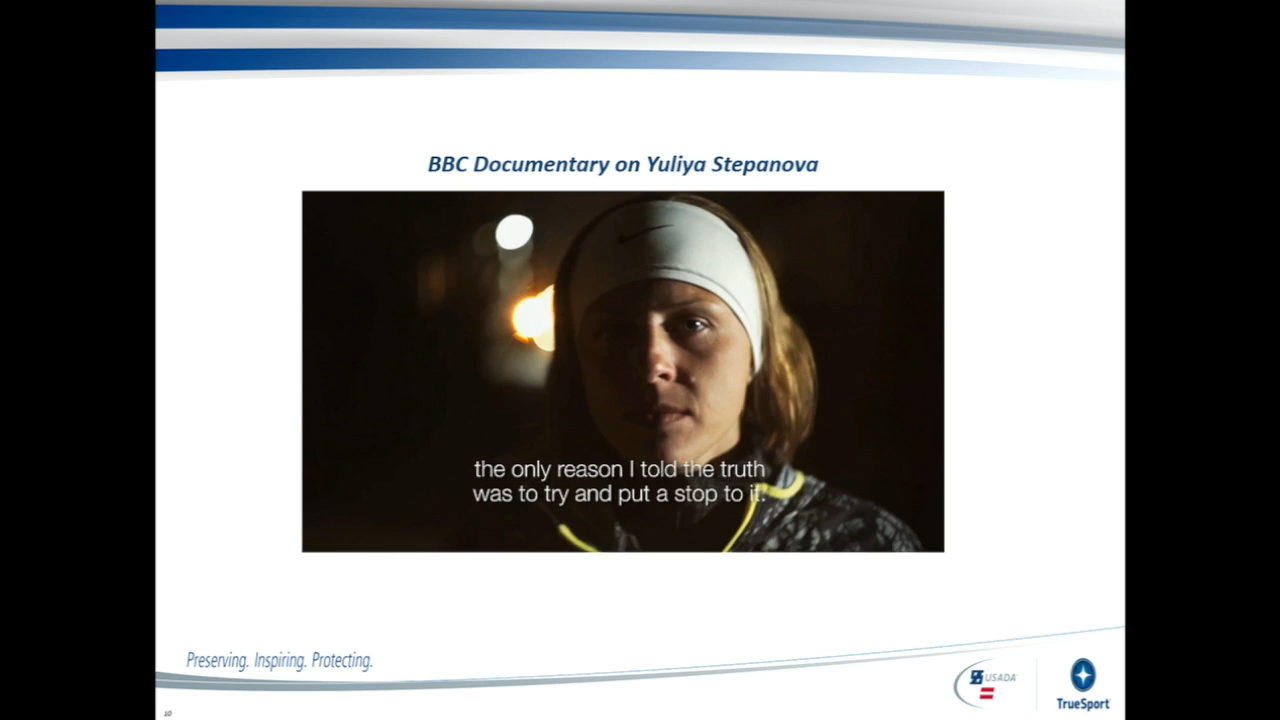 BBC Documentary on Yuliya Stepanova
the only reason I told the truth
was to try and put a stop to it.
Preserving. Inspiring. Protecting.
USADA
TrueSport
10